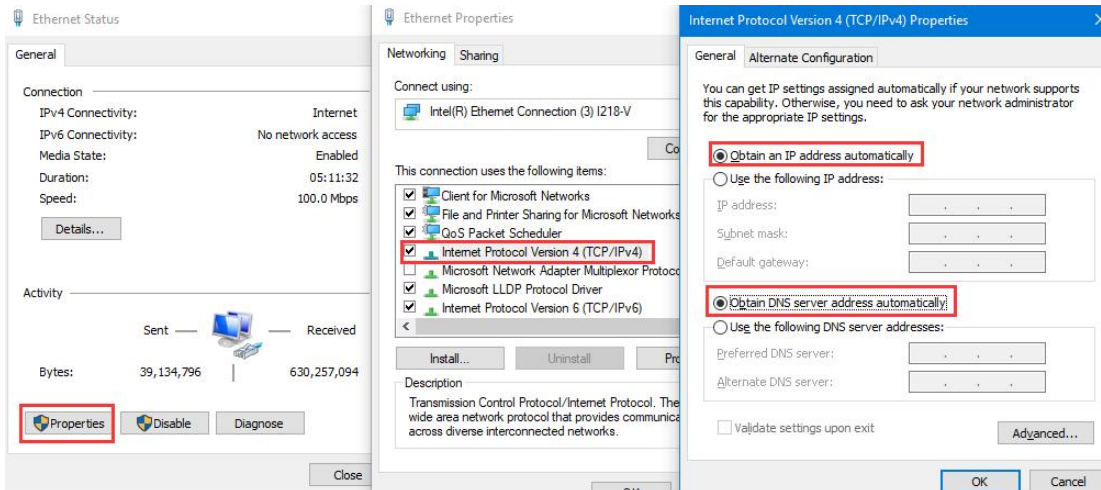 Ethernet Status
General
Connection
IPv4 Connectivity: Internet
IPv6 Connectivity: No network access
Media State: Enabled
Duration: 05:11:32
Speed: 100.0 Mbps
Details...
Activity
Sent Received
Bytes: 39,134,796 630,257,094
Properties Disable Diagnose
Close
Ethernet Properties
Networking Sharing
Connect using:
Intel(R) Ethernet Connection (3) I218-V
Co
This connection uses the following items:
Client for Microsoft Networks
File and Printer Sharing for Microsoft Networks
QoS Packet Scheduler
Internet Protocol Version 4 (TCP/IPv4)
Microsoft Network Adapter Multiplexor Protoco
Microsoft LLDP Protocol Driver
Internet Protocol Version 6 (TCP/IPv6)
Install... Uninstall Pro
Description
Transmission Control Protocol/Internet Protocol. The
wide area network protocol that provides communica
across diverse interconnected networks.
Internet Protocol Version 4 (TCP/IPv4) Properties
General Alternate Configuration
You can get IP settings assigned automatically if your network supports
this capability. Otherwise, you need to ask your network administrator
for the appropriate IP settings.
Obtain an IP address automatically
Use the following IP address:
IP address:
Subnet mask:
Default gateway:
Obtain DNS server address automatically
Use the following DNS server addresses:
Preferred DNS server:
Alternate DNS server:
Validate settings upon exit
Advanced...
OK Cancel